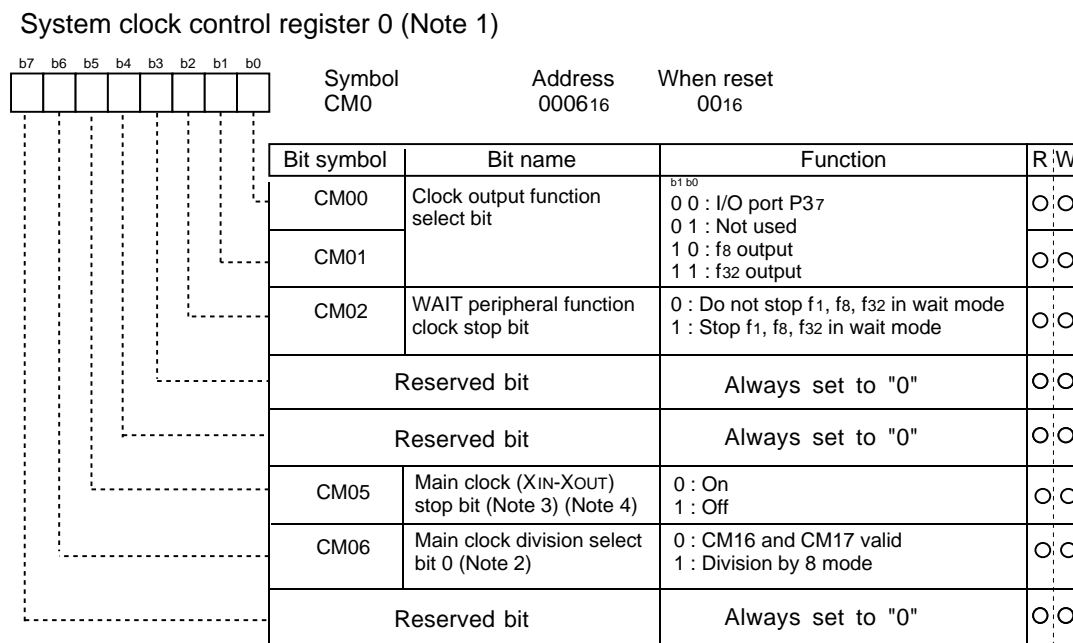 System clock control register 0 (Note 1)
b7 b6 b5 b4 b3 b2 b1 b0
Symbol Address When reset
CM0 000616 0016
Bit symbol Bit name Function R W
CM00 Clock output function select bit
b1 b0
0 0 : I/O port P37
0 1 : Not used
CM01
1 0 : f8 output
1 1 : f32 output
CM02 WAIT peripheral function clock stop bit
0 : Do not stop f1, f8, f32 in wait mode
1 : Stop f1, f8, f32 in wait mode
Reserved bit Always set to "0"
Reserved bit Always set to "0"
CM05 Main clock (XIN-XOUT) stop bit (Note 3) (Note 4)
0 : On
1 : Off
CM06 Main clock division select bit 0 (Note 2)
0 : CM16 and CM17 valid
1 : Division by 8 mode
Reserved bit Always set to "0"